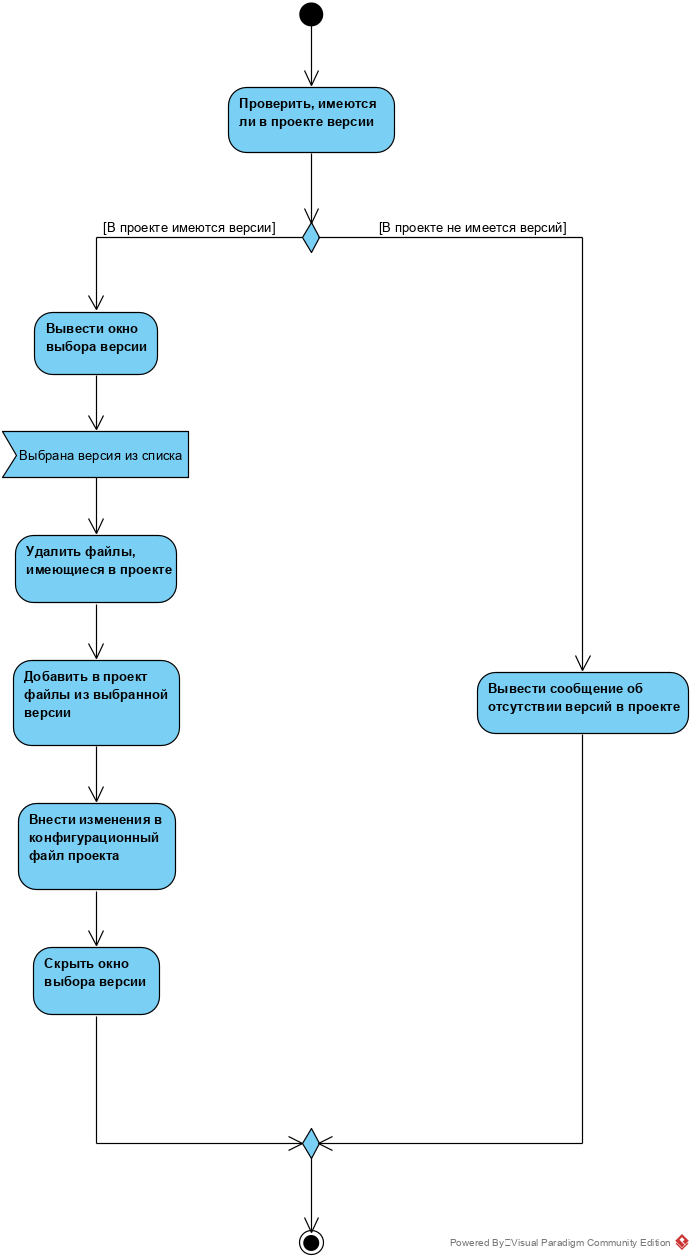 Проверить, имеются
ли в проекте версии
[В проекте имеются версии]
[В проекте не имеется версий]
Вывести окно
выбора версии
Выбрана версия из списка
Удалить файлы,
имеющиеся в проекте
Добавить в проект
файлы из выбранной
версии
Вывести сообщение об
отсутствии версий в проекте
Внести изменения в
конфигурационный
файл проекта
Скрыть окно
выбора версии
Powered By Visual Paradigm Community Edition